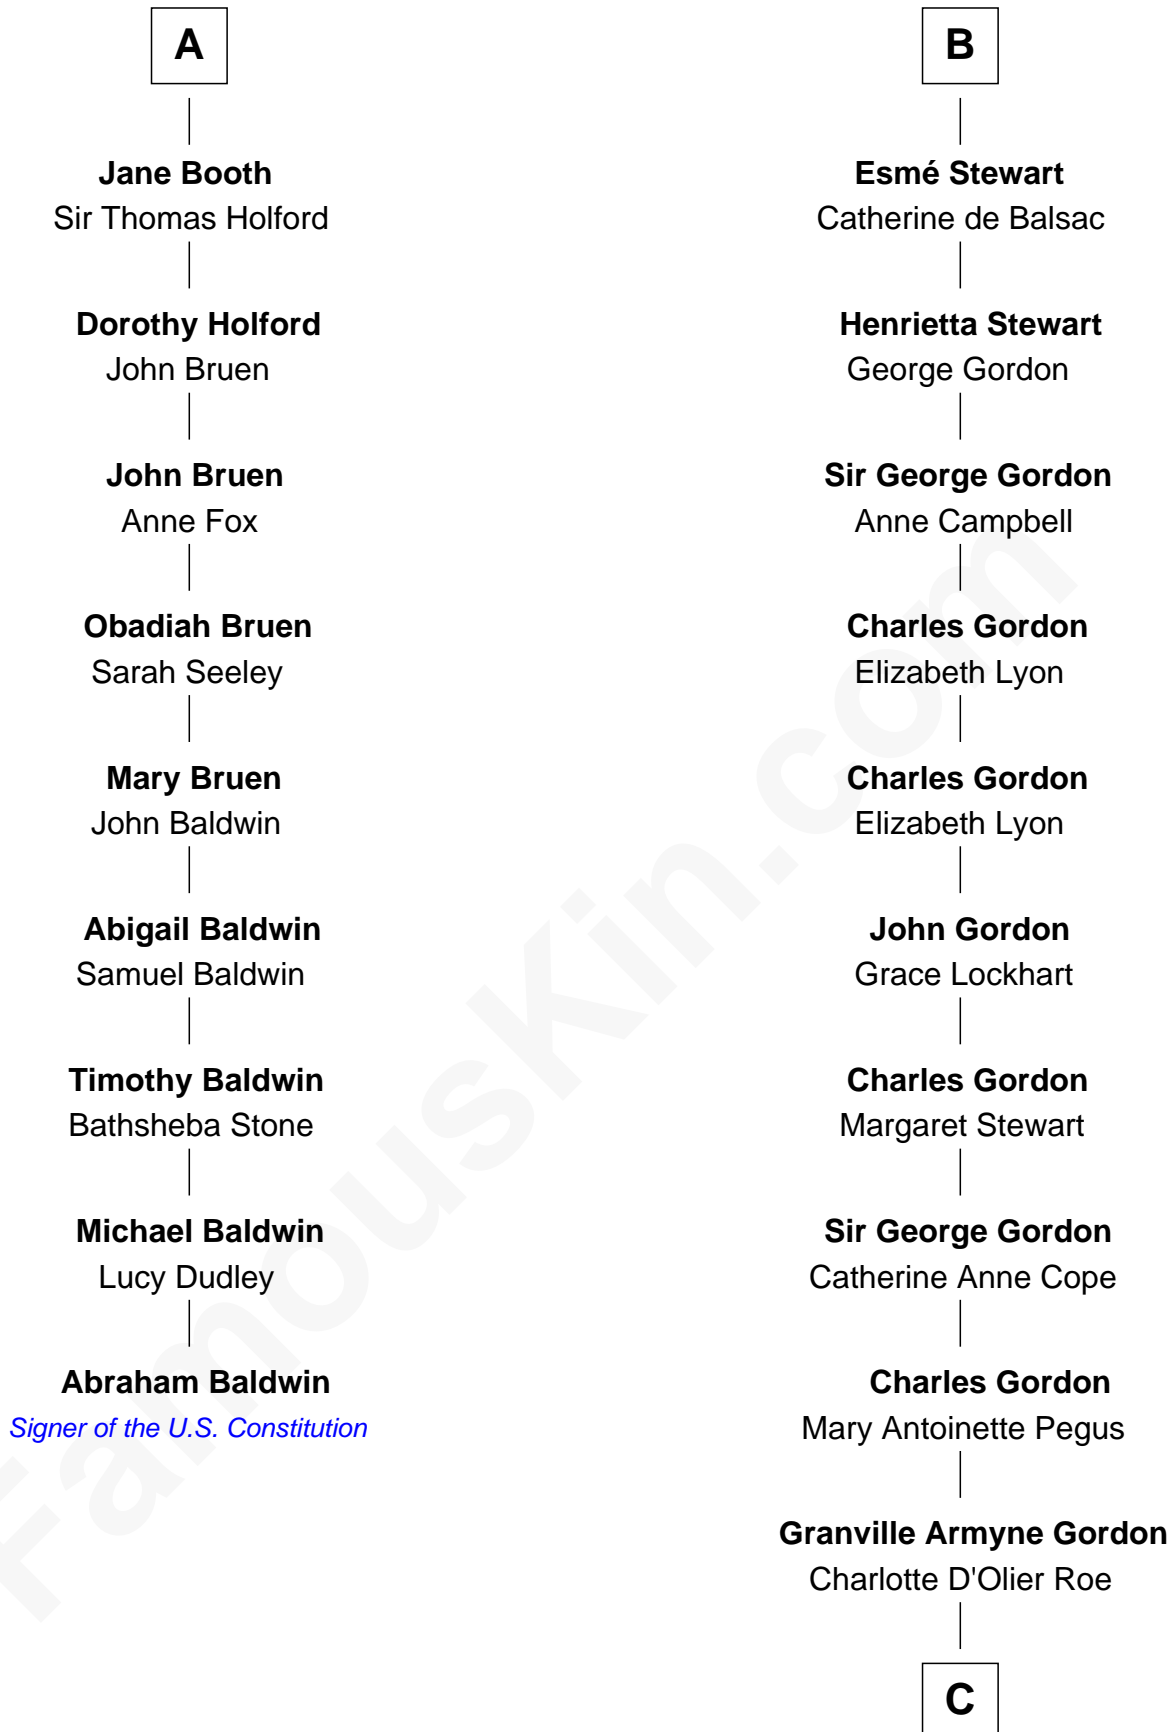 A
Jane Booth
Sir Thomas Holford
Dorothy Holford
John Bruen
John Bruen
Anne Fox
Obadiah Bruen
Sarah Seeley
Mary Bruen
John Baldwin
Abigail Baldwin
Samuel Baldwin
Timothy Baldwin
Bathsheba Stone
Michael Baldwin
Lucy Dudley
Abraham Baldwin
Signer of the U.S. Constitution
B
Esmé Stewart
Catherine de Balsac
Henrietta Stewart
George Gordon
Sir George Gordon
Anne Campbell
Charles Gordon
Elizabeth Lyon
Charles Gordon
Elizabeth Lyon
John Gordon
Grace Lockhart
Charles Gordon
Margaret Stewart
Sir George Gordon
Catherine Anne Cope
Charles Gordon
Mary Antoinette Pegus
Granville Armyne Gordon
Charlotte D'Olier Roe
C
FamousKin.com